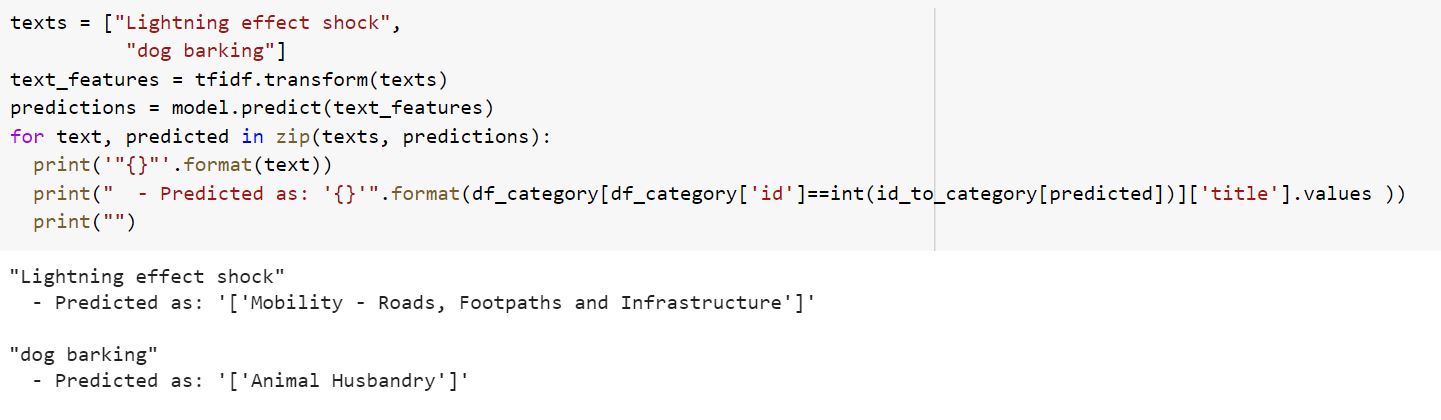 texts = ["Lightning effect shock",
"dog barking"]
text_features = tfidf.transform(texts)
predictions = model.predict(text_features)
for text, predicted in zip(texts, predictions):
print('"{}"'.format(text))
print("  - Predicted as: '{}'".format(df_category[df_category['id']==int(id_to_category[predicted])]['title'].values ))
print("")
"Lightning effect shock"
- Predicted as: '['Mobility - Roads, Footpaths and Infrastructure']'
"dog barking"
- Predicted as: '['Animal Husbandry']'